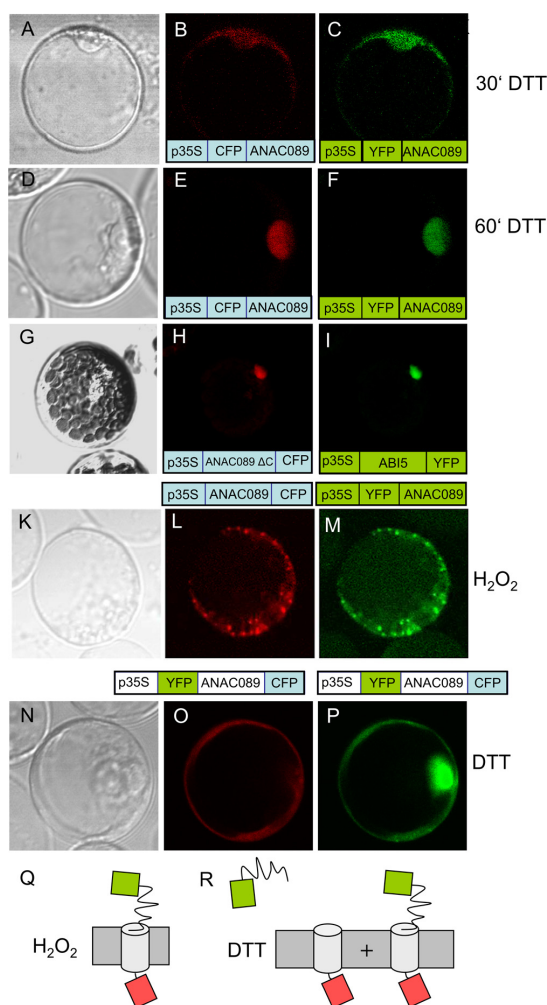 A B C
30‘ DTT
p35S CFP ANAC089 p35S YFP ANAC089
D E F
60‘ DTT
p35S CFP ANAC089 p35S YFP ANAC089
G H I
p35S ANAC089 ΔC CFP p35S ABI5 YFP
p35S ANAC089 CFP p35S YFP ANAC089
K L M
H₂O₂
p35S YFP ANAC089 CFP p35S YFP ANAC089 CFP
N O P
DTT
Q R
H₂O₂ DTT +